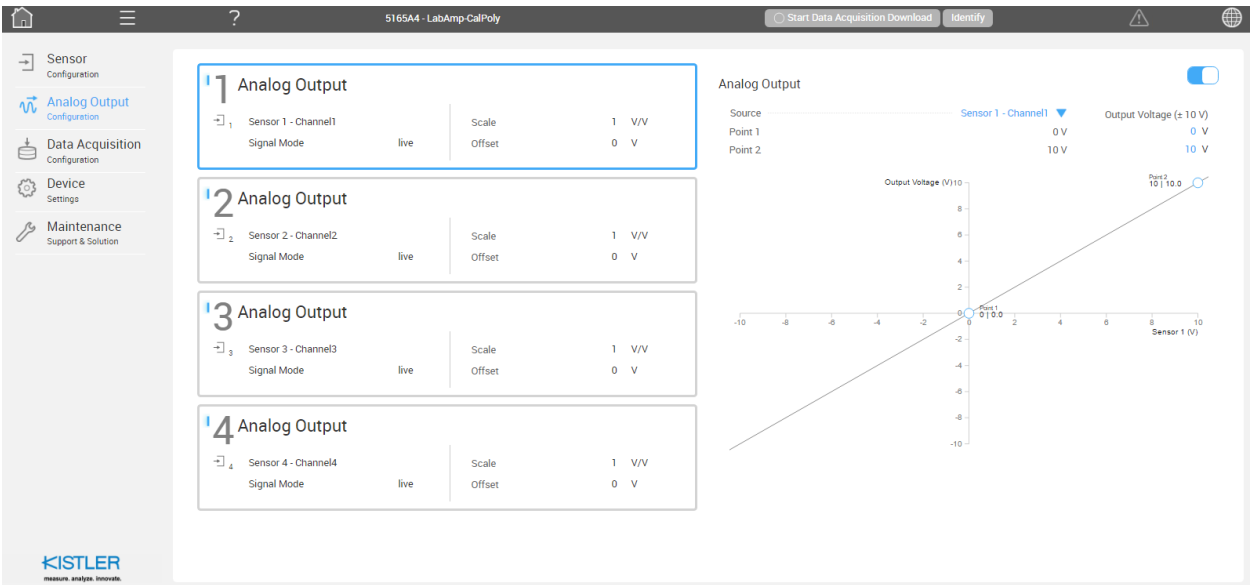 ? 5165A4 - LabAmp-CalPoly Start Data Acquisition Download Identify
Sensor
Configuration
Analog Output
Configuration
Data Acquisition
Configuration
Device
Settings
Maintenance
Support & Solution
KISTLER
measure. analyze. innovate.
1 Analog Output
1 Sensor 1 - Channel1 Scale 1 V/V
Signal Mode live Offset 0 V
2 Analog Output
2 Sensor 2 - Channel2 Scale 1 V/V
Signal Mode live Offset 0 V
3 Analog Output
3 Sensor 3 - Channel3 Scale 1 V/V
Signal Mode live Offset 0 V
4 Analog Output
4 Sensor 4 - Channel4 Scale 1 V/V
Signal Mode live Offset 0 V
Analog Output
Source Sensor 1 - Channel1 Output Voltage (± 10 V)
Point 1 0 V 0 V
Point 2 10 V 10 V
Output Voltage (V) 10
Point 2
10 | 10.0
8
6
4
2
0
Point 1
0 | 0.0
-10 -8 -6 -4 -2 0 2 4 6 8 10
Sensor 1 (V)
-2
-4
-6
-8
-10